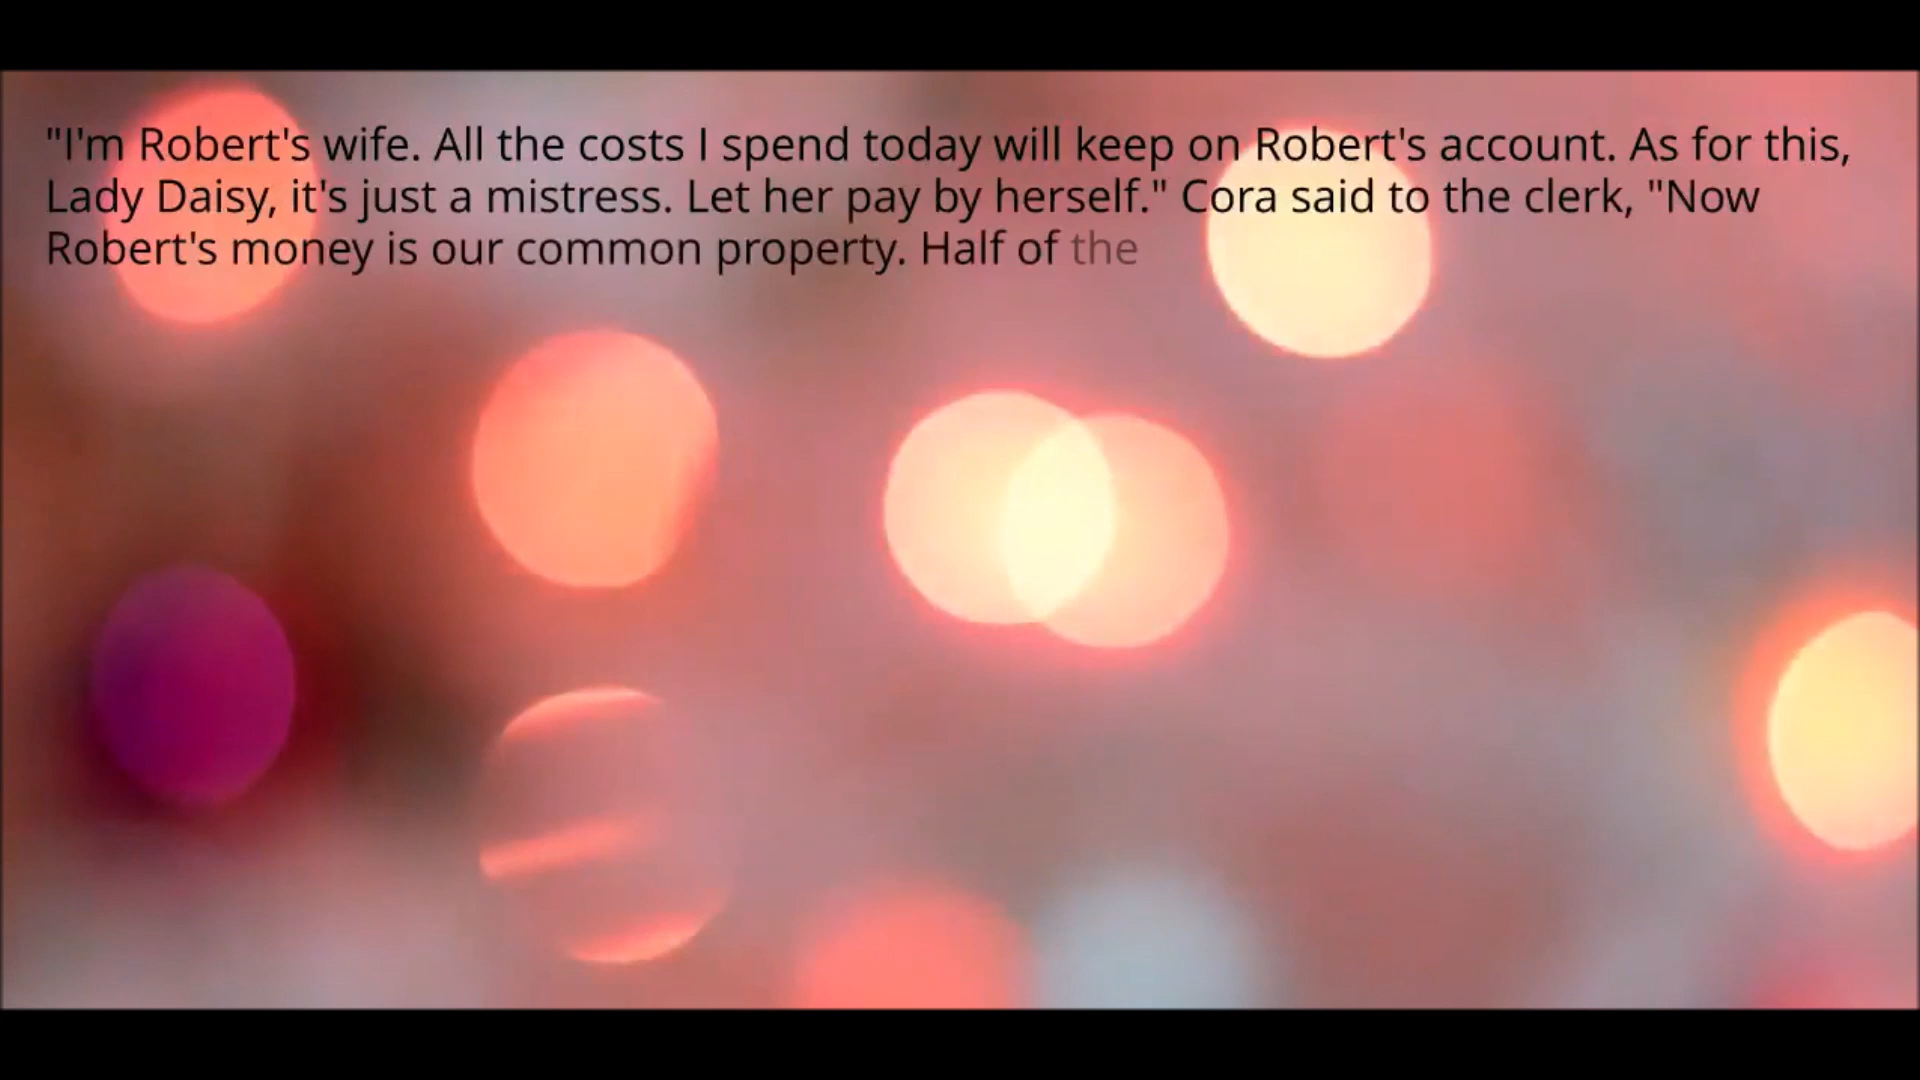 "I'm Robert's wife. All the costs I spend today will keep on Robert's account. As for this,
Lady Daisy, it's just a mistress. Let her pay by herself." Cora said to the clerk, "Now
Robert's money is our common property. Half of the